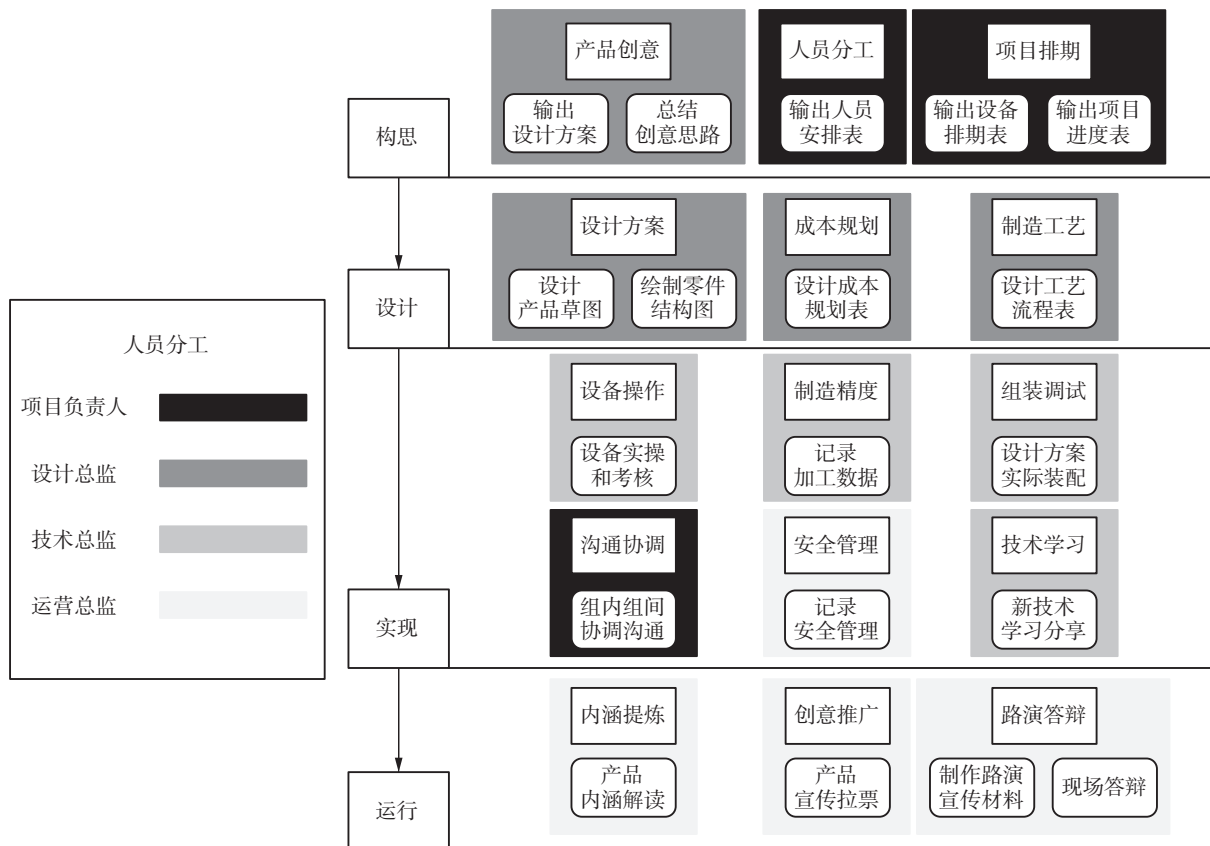 产品创意
人员分工
项目排期
输出
设计方案
总结
创意思路
输出人员
安排表
输出设备
排期表
输出项目
进度表
构思
设计方案
成本规划
制造工艺
设计
产品草图
绘制零件
结构图
设计成本
规划表
设计工艺
流程表
设计
人员分工
项目负责人
设计总监
技术总监
运营总监
设备操作
制造精度
组装调试
设备实操
和考核
记录
加工数据
设计方案
实际装配
沟通协调
安全管理
技术学习
组内组间
协调沟通
记录
安全管理
新技术
学习分享
实现
内涵提炼
创意推广
路演答辩
产品
内涵解读
产品
宣传拉票
制作路演
宣传材料
现场答辩
运行